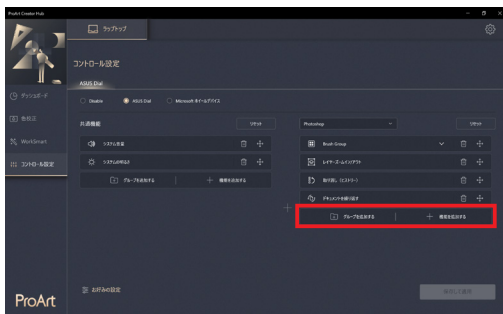 ProArt Creator Hub
ラップトップ
コントロール設定
ASUS Dial
ダッシュボード
Disable
ASUS Dial
Microsoft ホイールデバイス
色校正
共通機能
リセット
Photoshop
リセット
WorkSmart
システム音量
Brush Group
コントロール設定
システムの明るさ
レイヤーズームイン/アウト
グループを追加する
機能を追加する
取り消し (ヒストリー)
ドキュメントを繰り返す
グループを追加する
機能を追加する
お好みの設定
ProArt